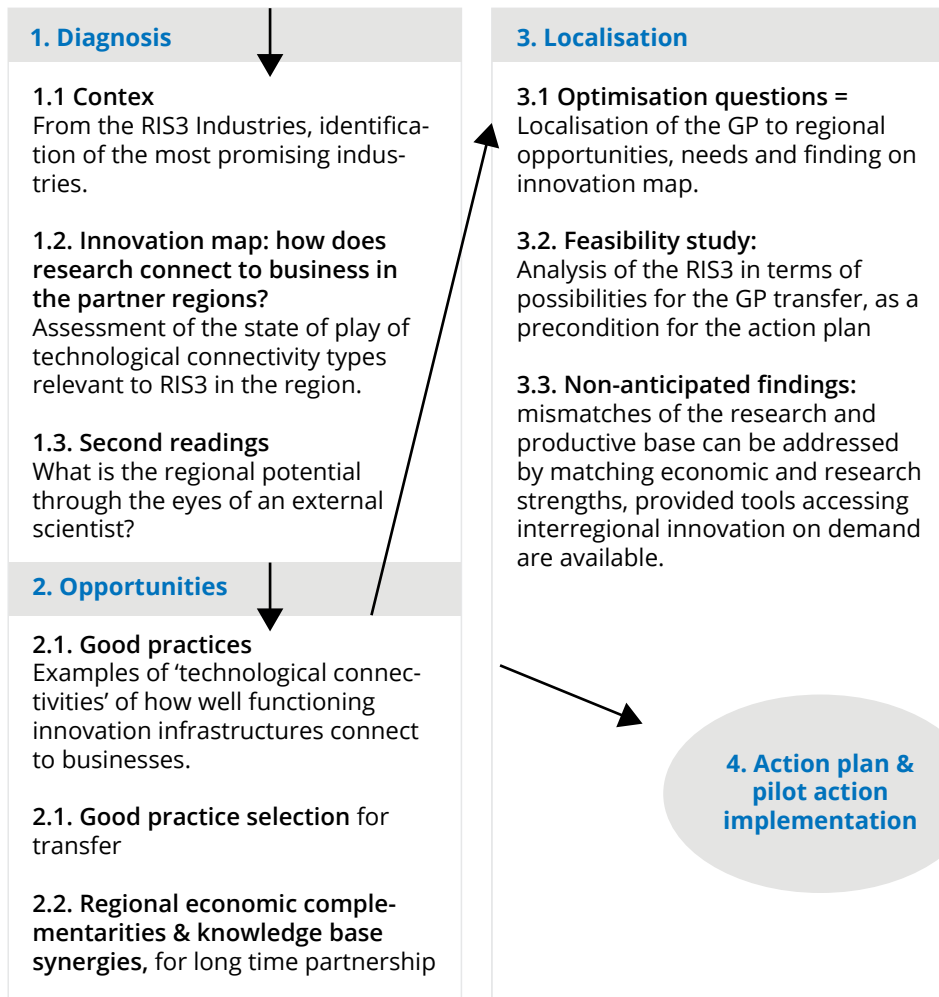 1. Diagnosis
1.1 Contex
From the RIS3 Industries, identifica-
tion of the most promising indus-
tries.
1.2. Innovation map: how does
research connect to business in
the partner regions?
Assessment of the state of play of
technological connectivity types
relevant to RIS3 in the region.
1.3. Second readings
What is the regional potential
through the eyes of an external
scientist?
2. Opportunities
2.1. Good practices
Examples of ‘technological connec-
tivities’ of how well functioning
innovation infrastructures connect
to businesses.
2.1. Good practice selection for
transfer
2.2. Regional economic comple-
mentarities & knowledge base
synergies, for long time partnership
3. Localisation
3.1 Optimisation questions =
Localisation of the GP to regional
opportunities, needs and finding on
innovation map.
3.2. Feasibility study:
Analysis of the RIS3 in terms of
possibilities for the GP transfer, as a
precondition for the action plan
3.3. Non-anticipated findings:
mismatches of the research and
productive base can be addressed
by matching economic and research
strengths, provided tools accessing
interregional innovation on demand
are available.
4. Action plan &
pilot action
implementation